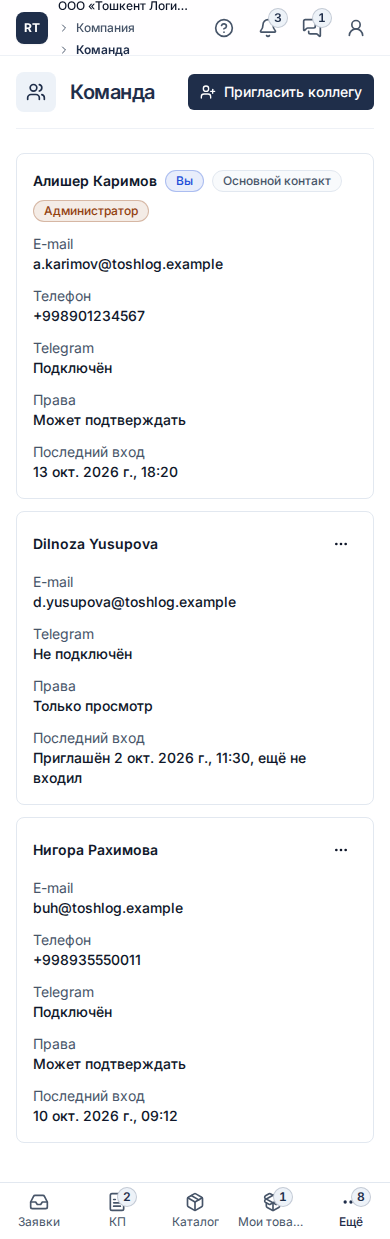 RT
ООО «Тошкент Логи...
Компания
Команда
3
1
Команда
Пригласить коллегу
Алишер Каримов
Вы
Основной контакт
Администратор
E-mail
a.karimov@toshlog.example
Телефон
+998901234567
Telegram
Подключён
Права
Может подтверждать
Последний вход
13 окт. 2026 г., 18:20
Dilnoza Yusupova
E-mail
d.yusupova@toshlog.example
Telegram
Не подключён
Права
Только просмотр
Последний вход
Приглашён 2 окт. 2026 г., 11:30, ещё не
входил
Нигора Рахимова
E-mail
buh@toshlog.example
Телефон
+998935550011
Telegram
Подключён
Права
Может подтверждать
Последний вход
10 окт. 2026 г., 09:12
2
1
8
Заявки
КП
Каталог
Мои това...
Ещё